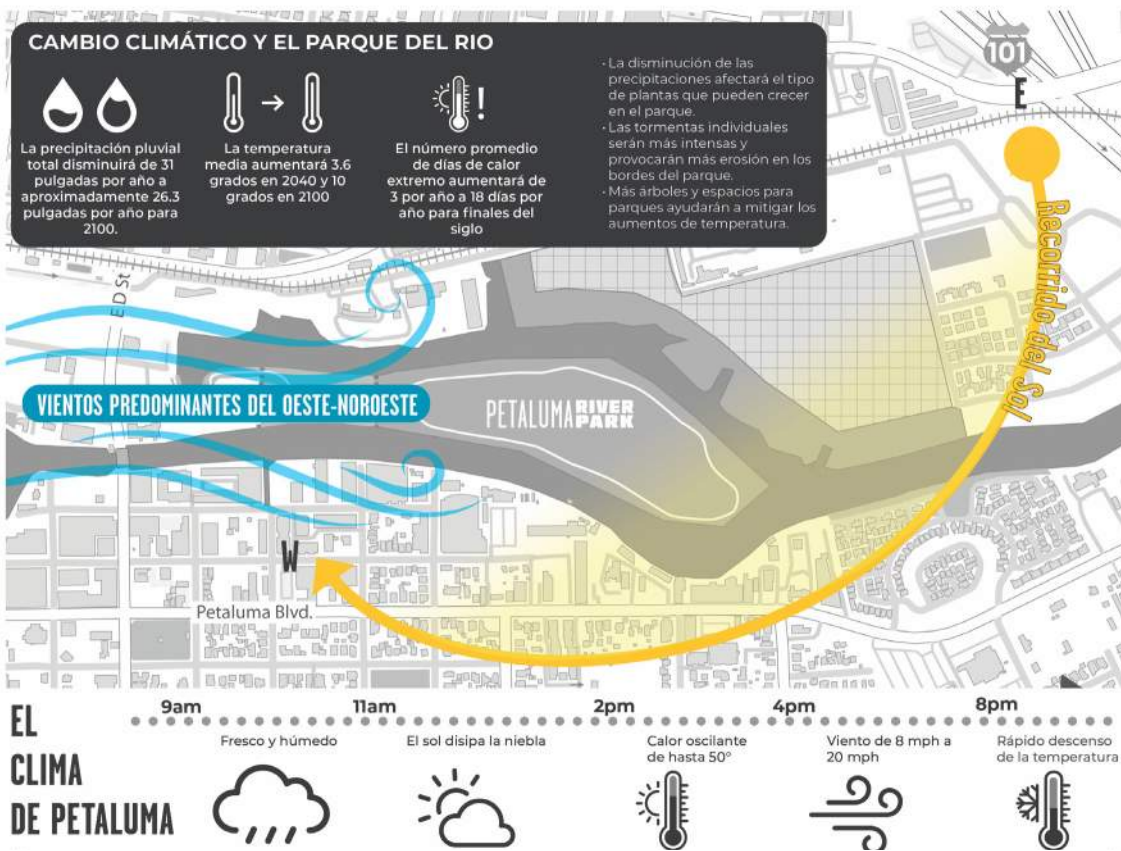 CAMBIO CLIMÁTICO Y EL PARQUE DEL RIO
La precipitación pluvial
total disminuirá de 31
pulgadas por año a
aproximadamente 26.3
pulgadas por año para
2100.
La temperatura
media aumentará 3.6
grados en 2040 y 10
grados en 2100
!
El número promedio
de días de calor
extremo aumentará de
3 por año a 18 días por
año para finales del
siglo
· La disminución de las
precipitaciones afectará el tipo
de plantas que pueden crecer
en el parque.
· Las tormentas individuales
serán más intensas y
provocarán más erosión en los
bordes del parque.
· Más árboles y espacios para
parques ayudarán a mitigar los
aumentos de temperatura.
101
E
Recorrido del Sol
E D St
VIENTOS PREDOMINANTES DEL OESTE-NOROESTE
PETALUMA RIVER
PARK
W
Petaluma Blvd.
EL
CLIMA
DE PETALUMA
9am
11am
2pm
4pm
8pm
Fresco y húmedo
El sol disipa la niebla
Calor oscilante
de hasta 50°
Viento de 8 mph a
20 mph
Rápido descenso
de la temperatura